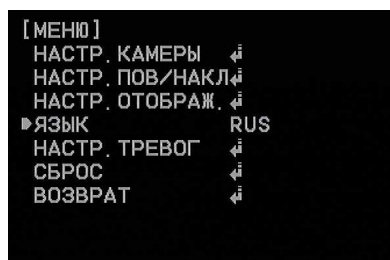 [МЕНЮ]
НАСТР. КАМЕРЫ ↲
НАСТР. ПОВ/НАКЛ↲
НАСТР. ОТОБРАЖ. ↲
ЯЗЫК RUS
НАСТР. ТРЕВОГ ↲
СБРОС ↲
ВОЗВРАТ ↲